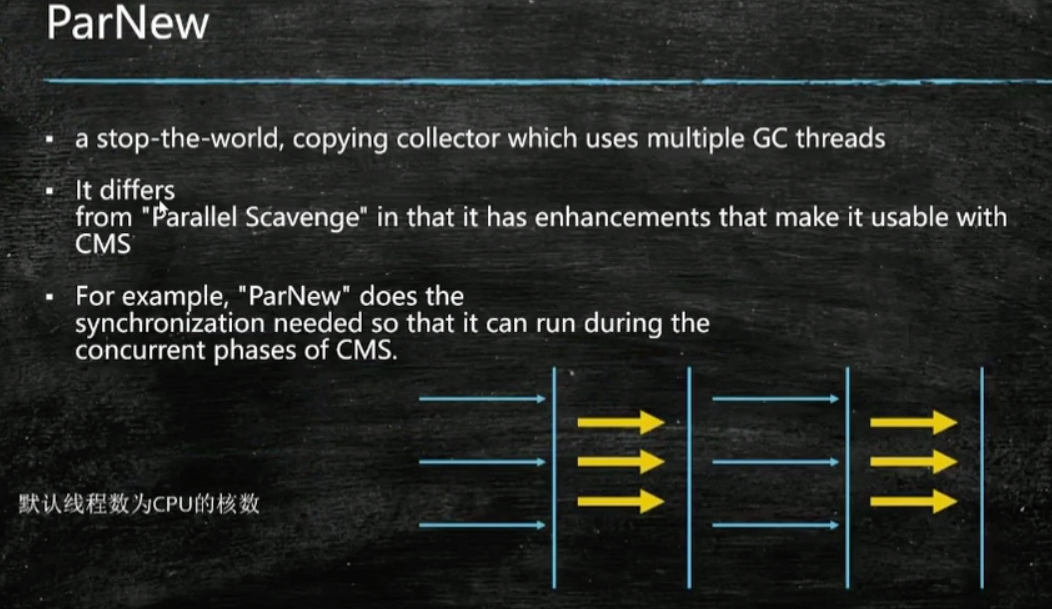 ParNew
▪ a stop-the-world, copying collector which uses multiple GC threads
▪ It differs
from "Parallel Scavenge" in that it has enhancements that make it usable with
CMS
▪ For example, "ParNew" does the
synchronization needed so that it can run during the
concurrent phases of CMS.
默认线程数为CPU的核数